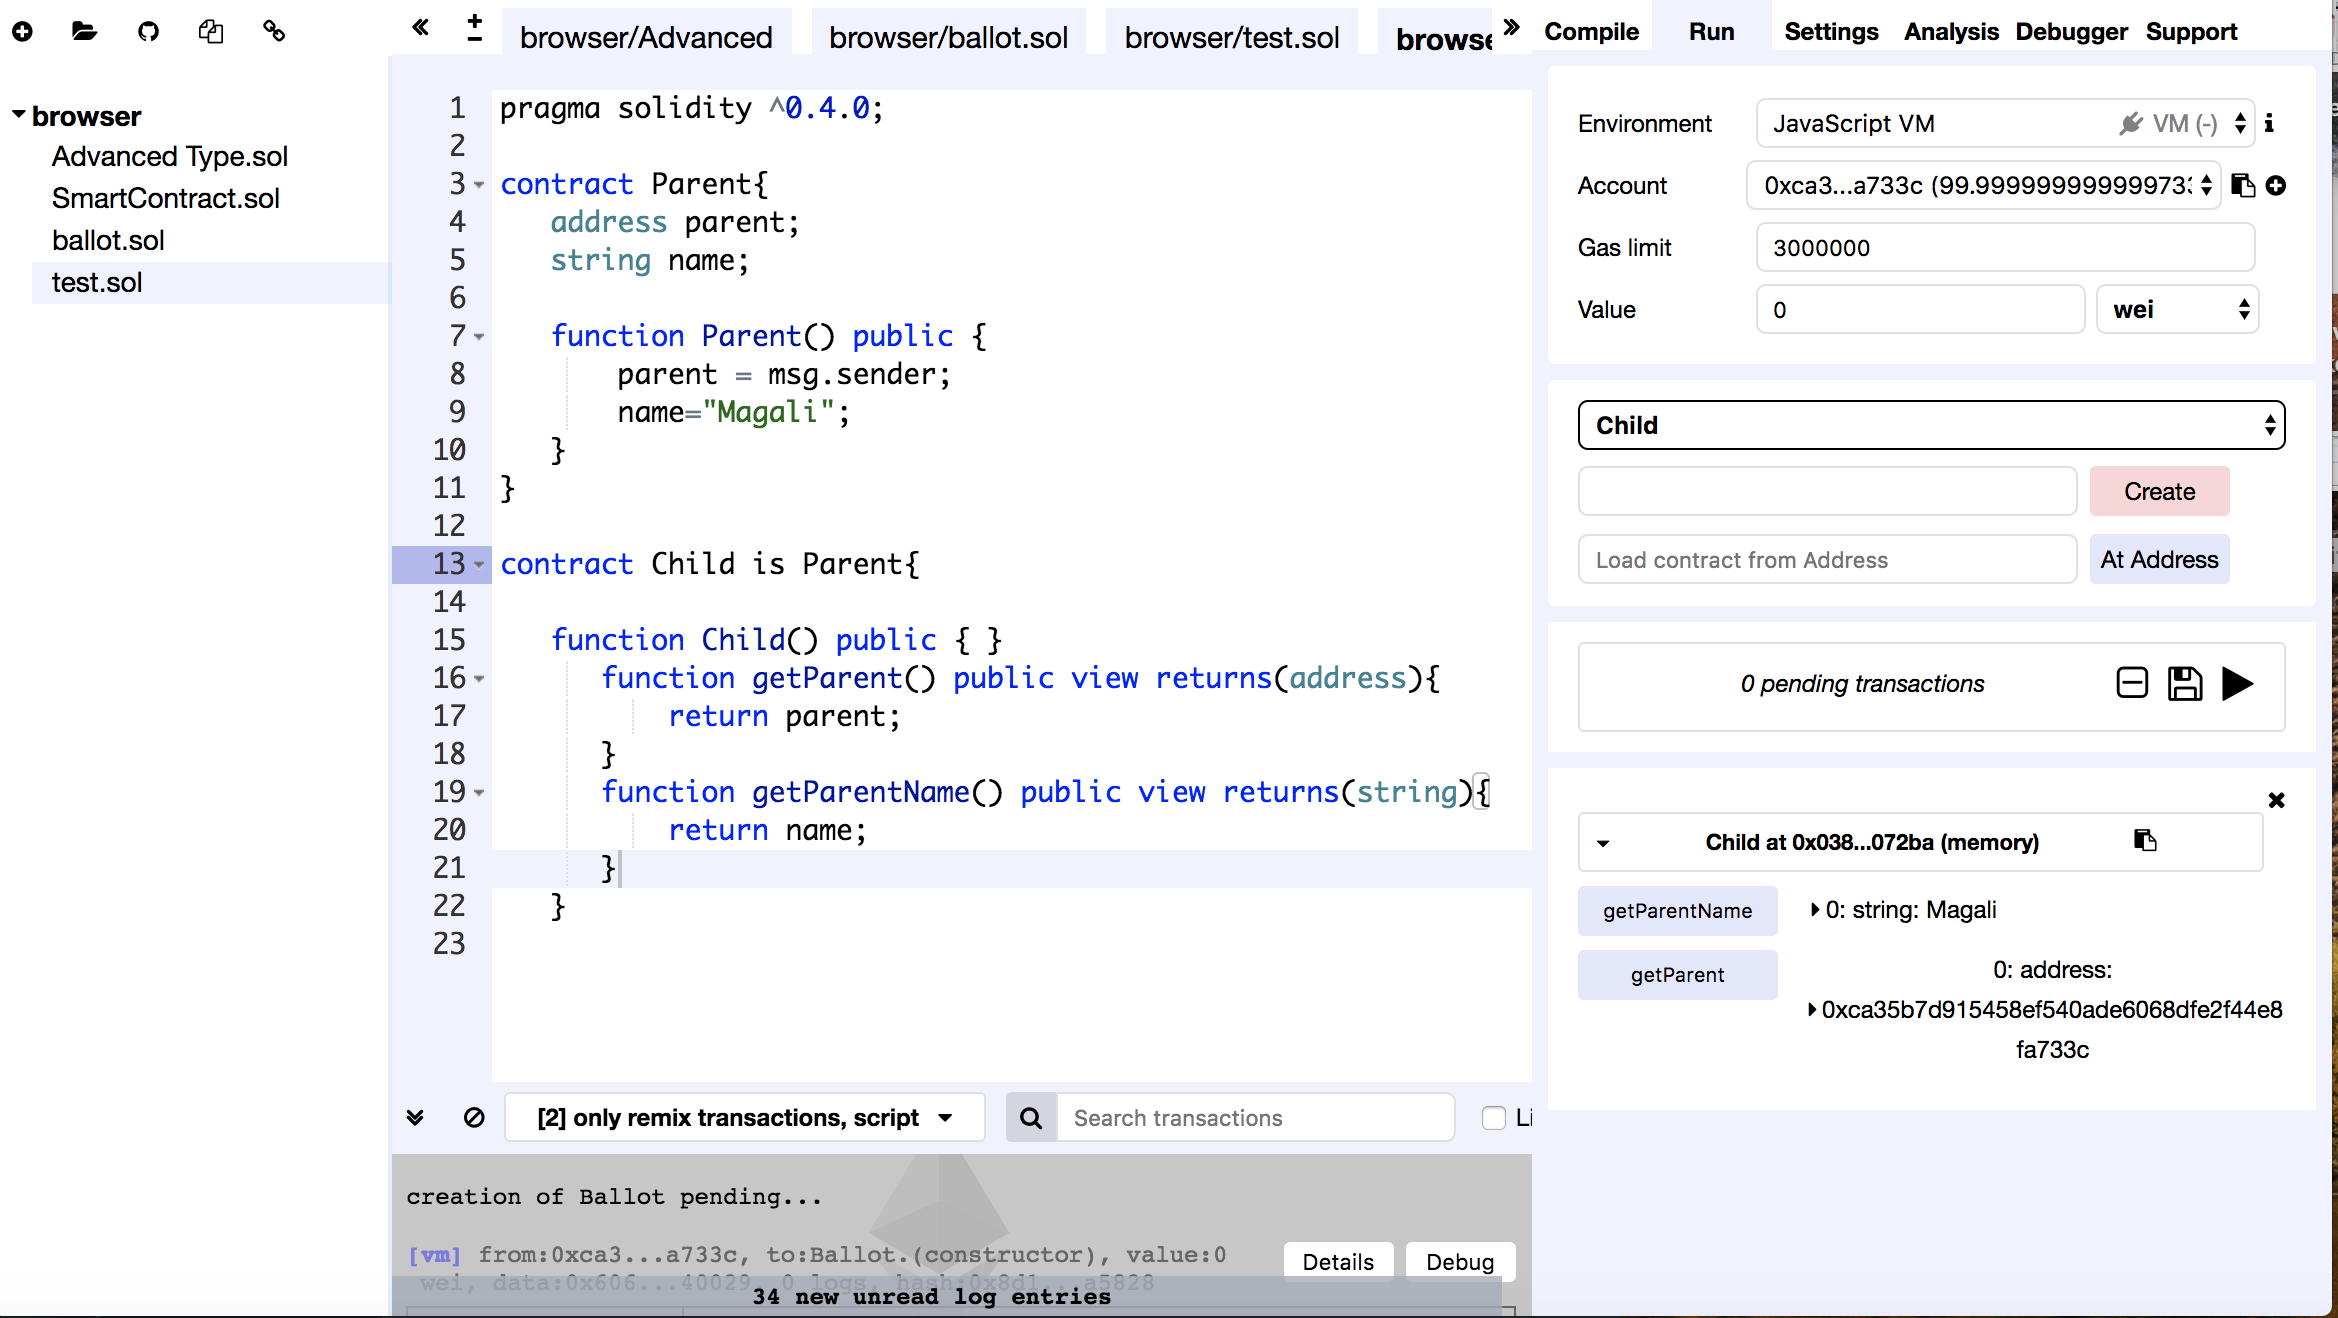 browser
Advanced Type.sol
SmartContract.sol
ballot.sol
test.sol
browser/Advanced
browser/ballot.sol
browser/test.sol
browse
1 pragma solidity ^0.4.0;
2
3 contract Parent{
4 address parent;
5 string name;
6
7 function Parent() public {
8 parent = msg.sender;
9 name="Magali";
10 }
11 }
12
13 contract Child is Parent{
14
15 function Child() public { }
16 function getParent() public view returns(address){
17 return parent;
18 }
19 function getParentName() public view returns(string){
20 return name;
21 }
22 }
23
[2] only remix transactions, script
Search transactions
Li
creation of Ballot pending...
[vm] from:0xca3...a733c, to:Ballot.(constructor), value:0
wei, data:0x606...40029, 0 logs, hash:0x8d1...a5828
Details
Debug
34 new unread log entries
Compile
Run
Settings
Analysis
Debugger
Support
Environment
JavaScript VM
VM (-)
Account
0xca3...a733c (99.999999999999733
Gas limit
3000000
Value
0
wei
Child
Create
Load contract from Address
At Address
0 pending transactions
Child at 0x038...072ba (memory)
getParentName
0: string: Magali
getParent
0: address:
0xca35b7d915458ef540ade6068dfe2f44e8
fa733c